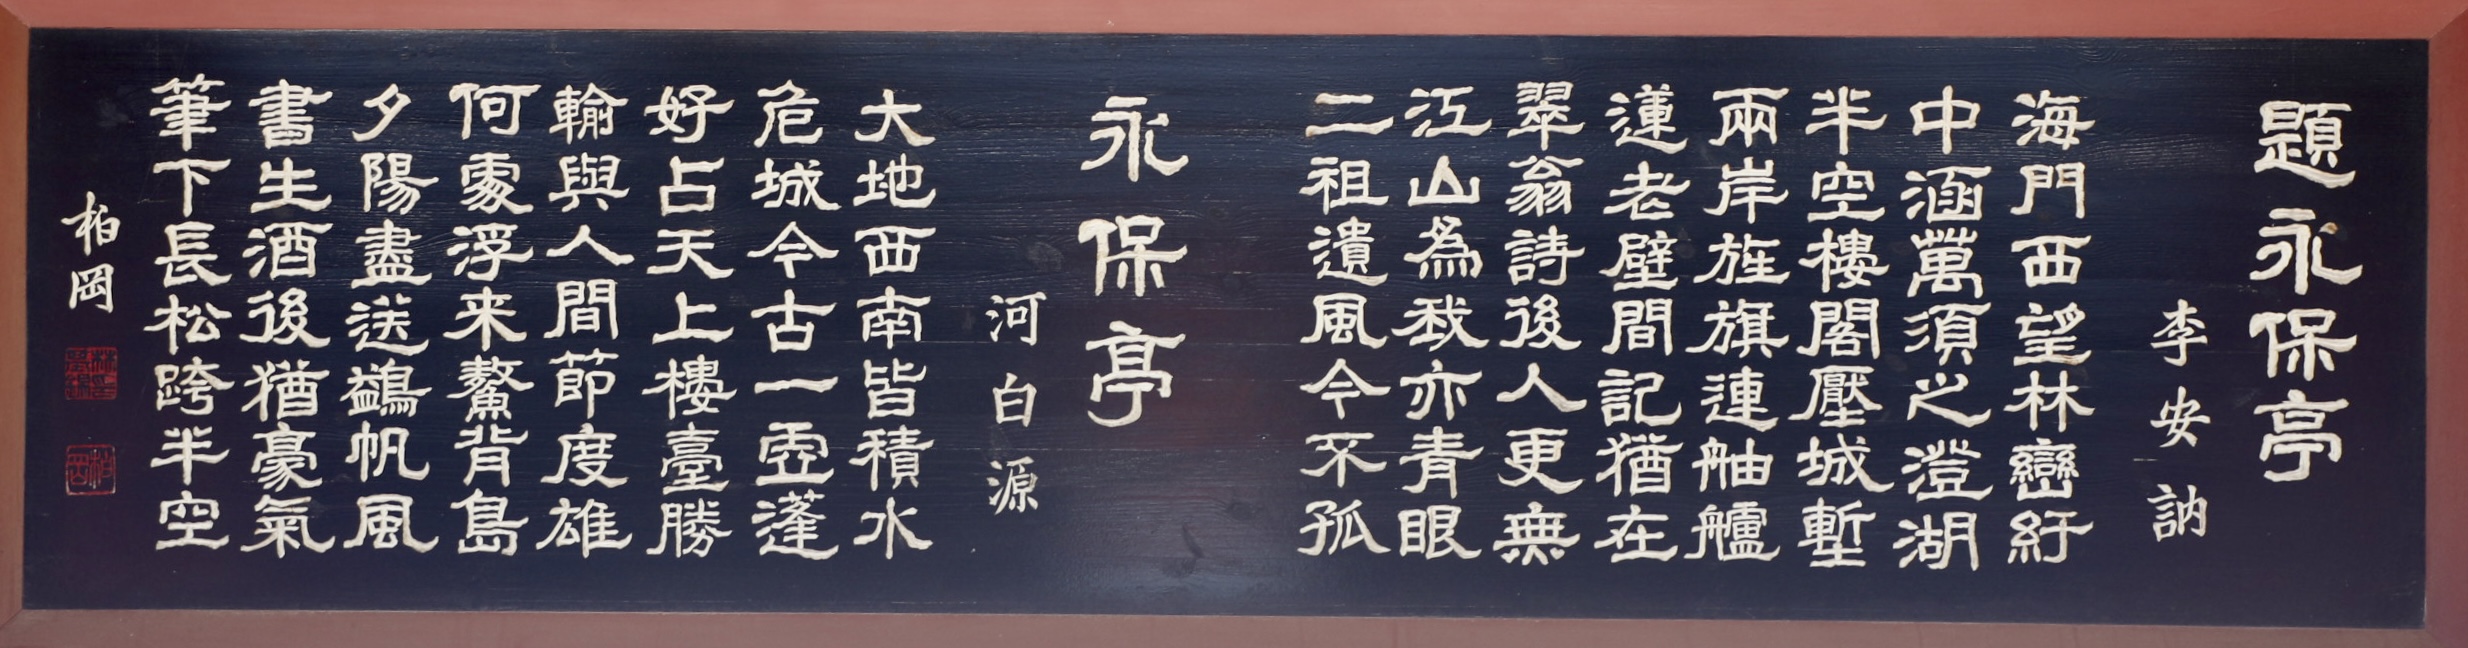 題永保亭
李安訥
海門西望林巒紆
中涵萬頃之澄湖
半空樓閣壓城塹
兩岸旌旗連舳艫
蓮老壁間記猶在
翠翁詩後人更無
江山為我亦青眼
二祖遺風今不孤
永保亭
河白源
大地西南皆積水
危城今古一壺蓬
好占天上樓臺勝
輸與人間節度雄
何處浮来鰲背島
夕陽盡送鷁帆風
書生酒後猶豪氣
筆下長松跨半空
柏岡